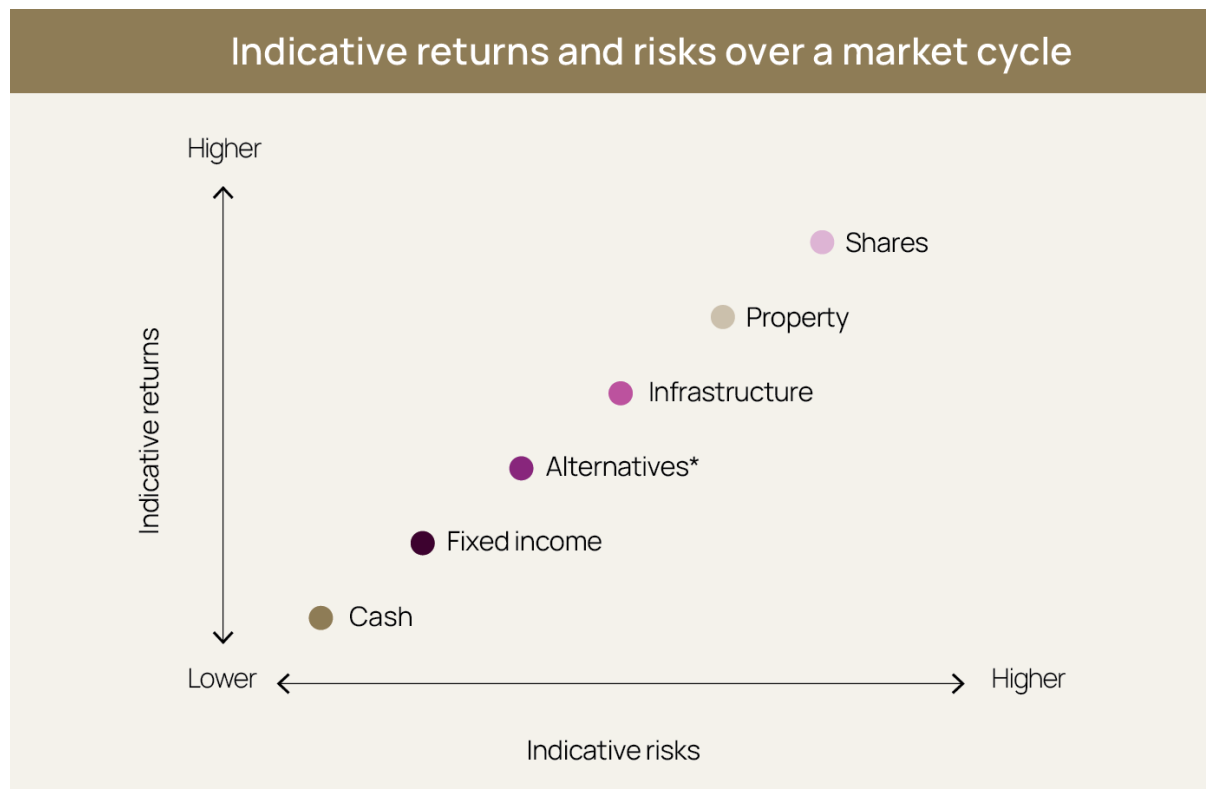 Indicative returns and risks over a market cycle
Higher
Shares
Property
Infrastructure
Alternatives*
Fixed income
Cash
Indicative returns
Lower
Higher
Indicative risks